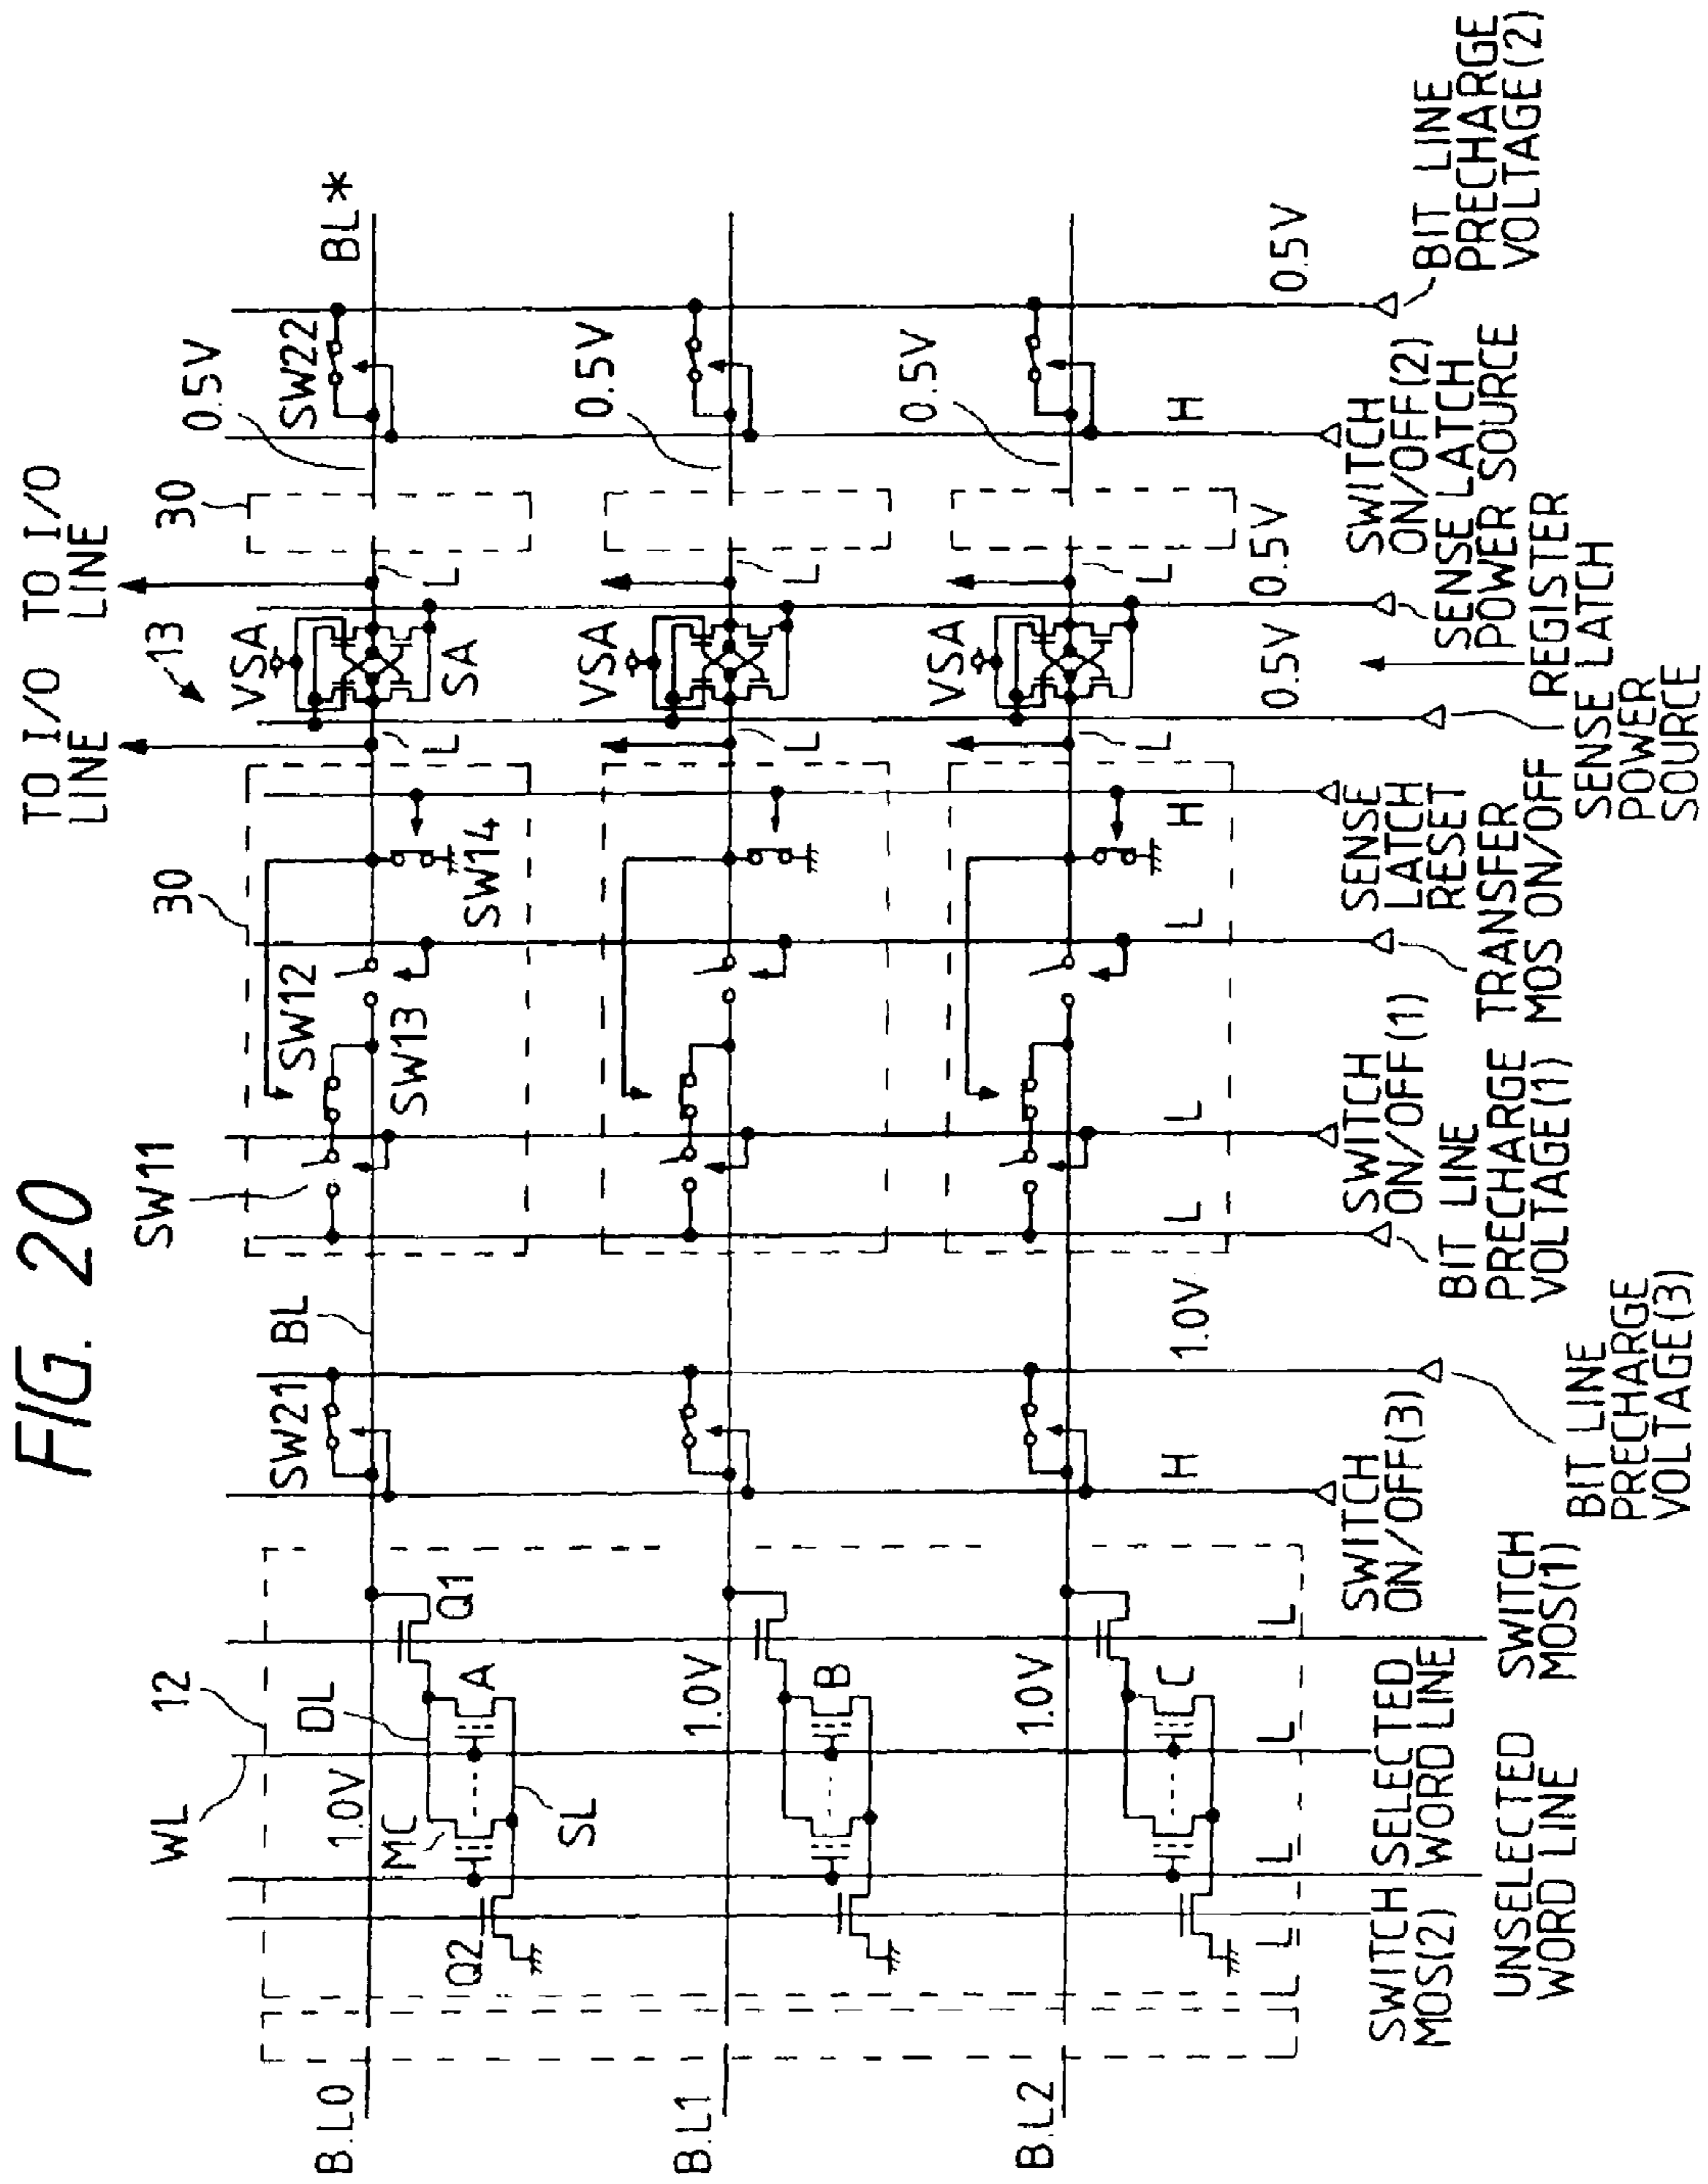 FIG. 20
TO I/O
LINE
TO I/O
LINE
13
30
30
SW11
SW12
SW13
SW14
SW21
SW22
BL
BL*
0.5V
0.5V
0.5V
VSA
VSA
VSA
SA
L
L
L
L
L
L
12
WL
DL
MC
SL
Q1
Q2
A
B
C
1.0V
1.0V
1.0V
B.L0
B.L1
B.L2
L
L
L
L
H
1.0V
L
L
L
H
0.5V
0.5V
H
0.5V
SWITCH
MOS(2)
UNSELECTED
WORD LINE
SELECTED
WORD LINE
SWITCH
MOS(1)
SWITCH
ON/OFF(3)
BIT LINE
PRECHARGE
VOLTAGE(3)
BIT LINE
PRECHARGE
VOLTAGE(1)
SWITCH
ON/OFF(1)
TRANSFER
MOS ON/OFF
SENSE
LATCH
RESET
SENSE LATCH
POWER
SOURCE
REGISTER
SENSE LATCH
POWER SOURCE
SWITCH
ON/OFF(2)
BIT LINE
PRECHARGE
VOLTAGE(2)